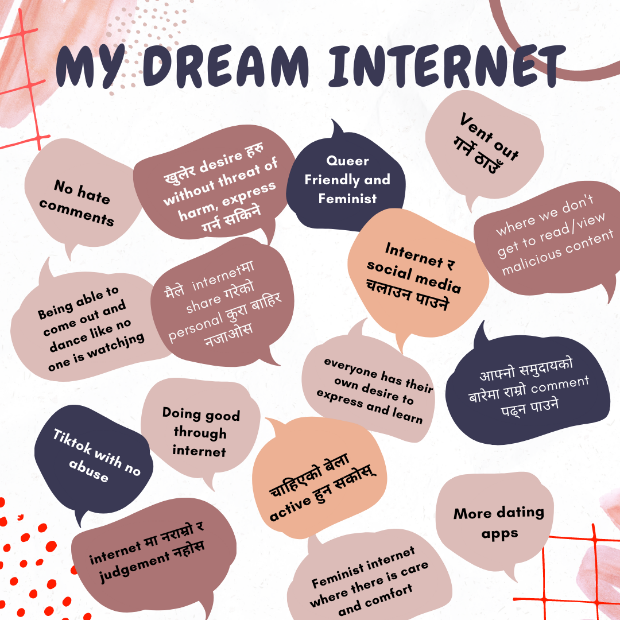 MY DREAM INTERNET
No hate
comments
खुलेर desire हरु
without threat of
harm, express
गर्न सकिने
Queer
Friendly and
Feminist
Vent out
गर्ने ठाउँ
where we don't
get to read/view
malicious content
Internet र
social media
चलाउन पाउने
Being able to
come out and
dance like no
one is watchjng
मैले internetमा
share गरेको
personal कुरा बाहिर
नजाओस
everyone has their
own desire to
express and learn
आफ्नो समुदायको
बारेमा राम्रो comment
पढ्न पाउने
Tiktok with no
abuse
Doing good
through
internet
चाहिएको बेला
active हुन सकोस्
More dating
apps
internet मा नराम्रो र
judgement नहोस
Feminist internet
where there is care
and comfort